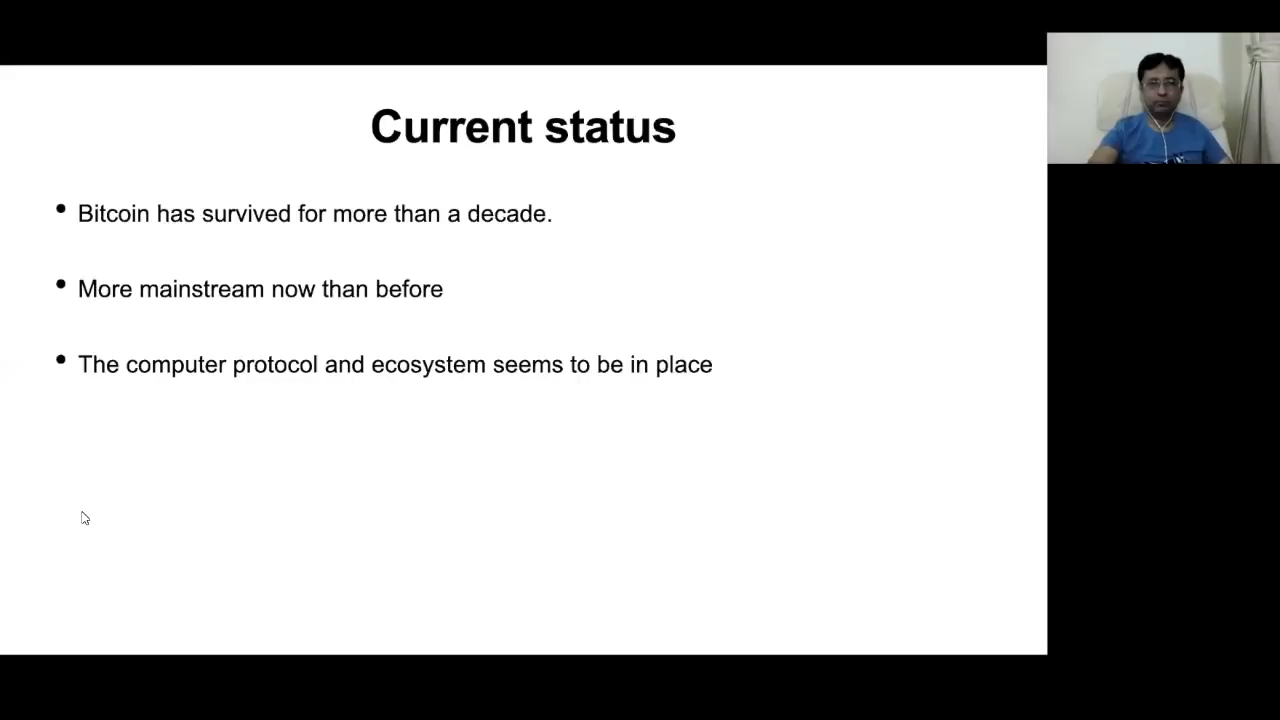 Current status
• Bitcoin has survived for more than a decade.
• More mainstream now than before
• The computer protocol and ecosystem seems to be in place